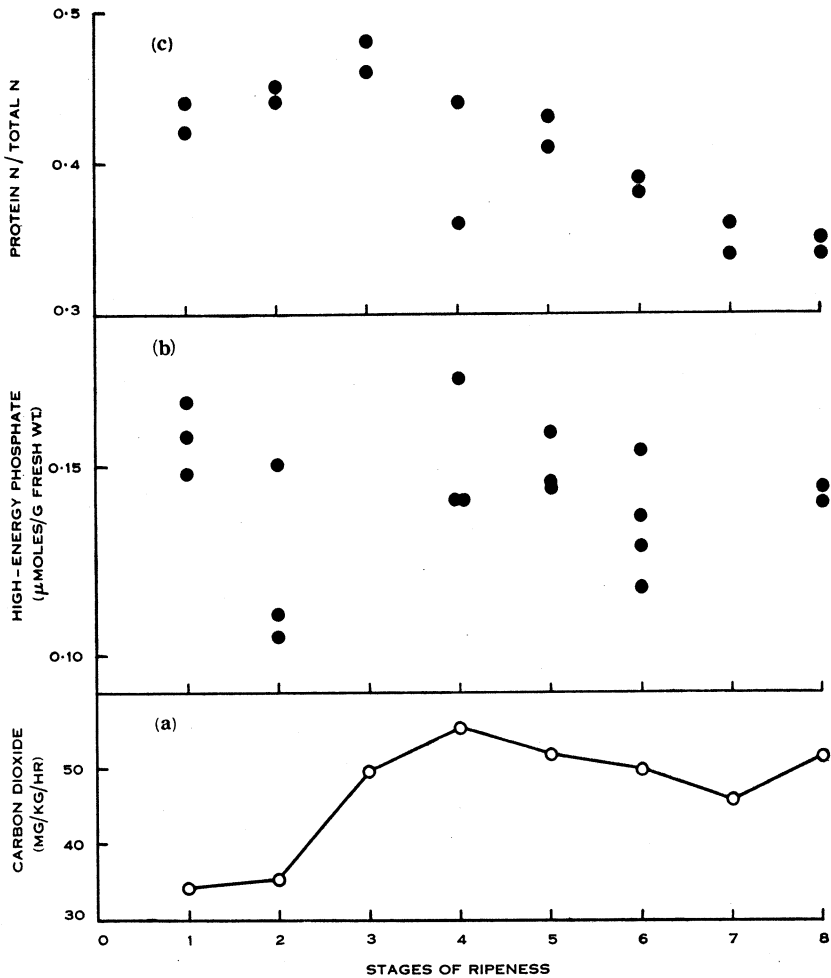 (c)
0·5
0·4
0·3
PROTEIN N/TOTAL N
(b)
0·15
0·10
HIGH-ENERGY PHOSPHATE
(μMOLES/G FRESH WT.)
(a)
50
40
30
CARBON DIOXIDE
(MG/KG/HR)
0 1 2 3 4 5 6 7 8
STAGES OF RIPENESS